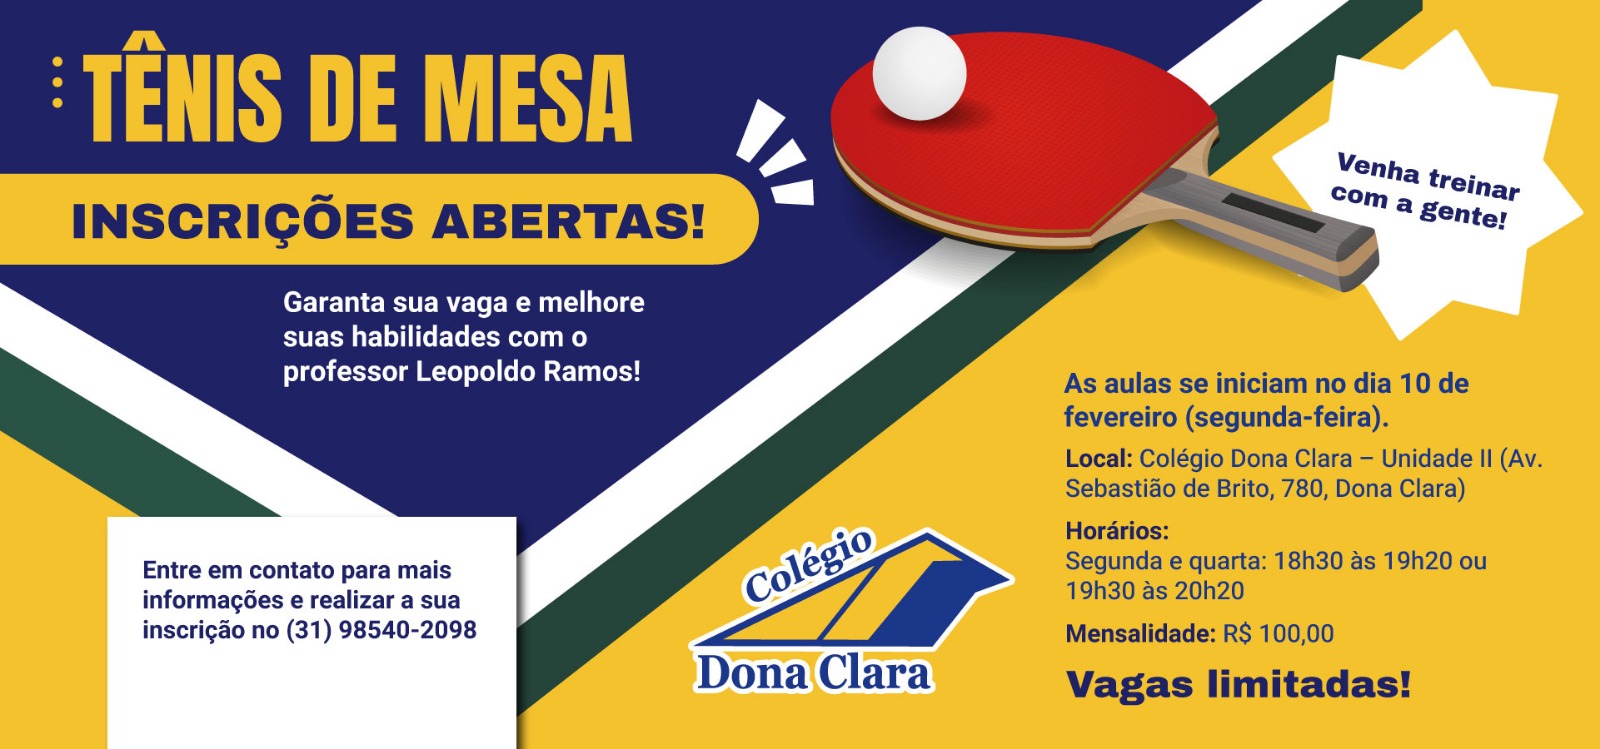 TÊNIS DE MESA
INSCRIÇÕES ABERTAS!
Garanta sua vaga e melhore
suas habilidades com o
professor Leopoldo Ramos!
Venha treinar
com a gente!
As aulas se iniciam no dia 10 de
fevereiro (segunda-feira).
Local: Colégio Dona Clara – Unidade II (Av.
Sebastião de Brito, 780, Dona Clara)
Horários:
Segunda e quarta: 18h30 às 19h20 ou
19h30 às 20h20
Mensalidade: R$ 100,00
Vagas limitadas!
Entre em contato para mais
informações e realizar a sua
inscrição no (31) 98540-2098
Colégio
Dona Clara